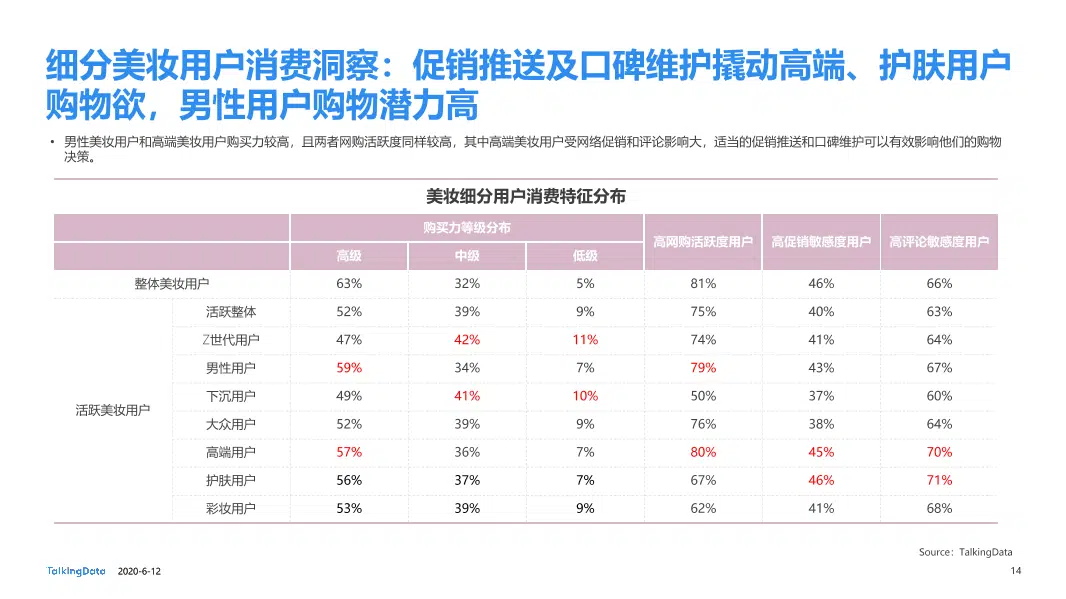 细分美妆用户消费洞察：促销推送及口碑维护撬动高端、护肤用户
购物欲，男性用户购物潜力高
• 男性美妆用户和高端美妆用户购买力较高，且两者网购活跃度同样较高，其中高端美妆用户受网络促销和评论影响大，适当的促销推送和口碑维护可以有效影响他们的购物
决策。
美妆细分用户消费特征分布
购买力等级分布 高网购活跃度用户 高促销敏感度用户 高评论敏感度用户
高级 中级 低级
整体美妆用户 63% 32% 5% 81% 46% 66%
活跃美妆用户
活跃整体 52% 39% 9% 75% 40% 63%
Z世代用户 47% 42% 11% 74% 41% 64%
男性用户 59% 34% 7% 79% 43% 67%
下沉用户 49% 41% 10% 50% 37% 60%
大众用户 52% 39% 9% 76% 38% 64%
高端用户 57% 36% 7% 80% 45% 70%
护肤用户 56% 37% 7% 67% 46% 71%
彩妆用户 53% 39% 9% 62% 41% 68%
Source：TalkingData
TalkingData 2020-6-12 14